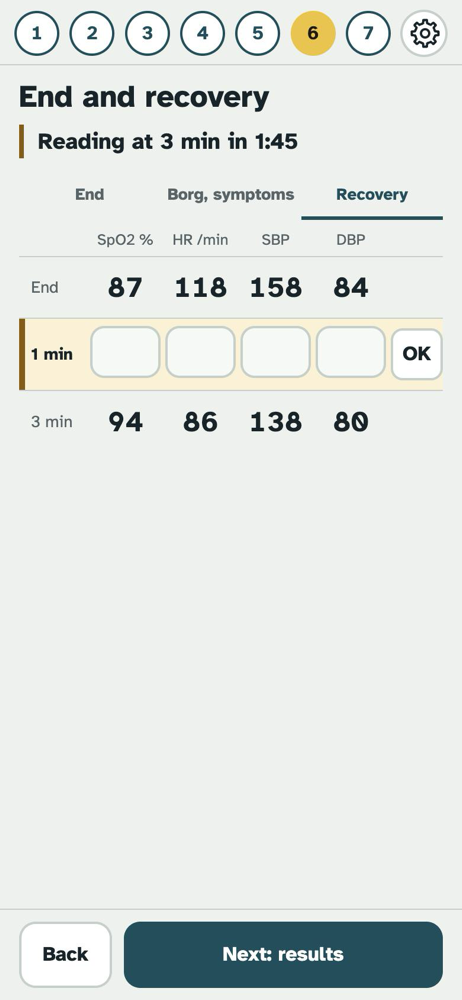 1 2 3 4 5 6 7
End and recovery
Reading at 3 min in 1:45
End Borg, symptoms Recovery
SpO2 % HR /min SBP DBP
End 87 118 158 84
1 min OK
3 min 94 86 138 80
Back Next: results